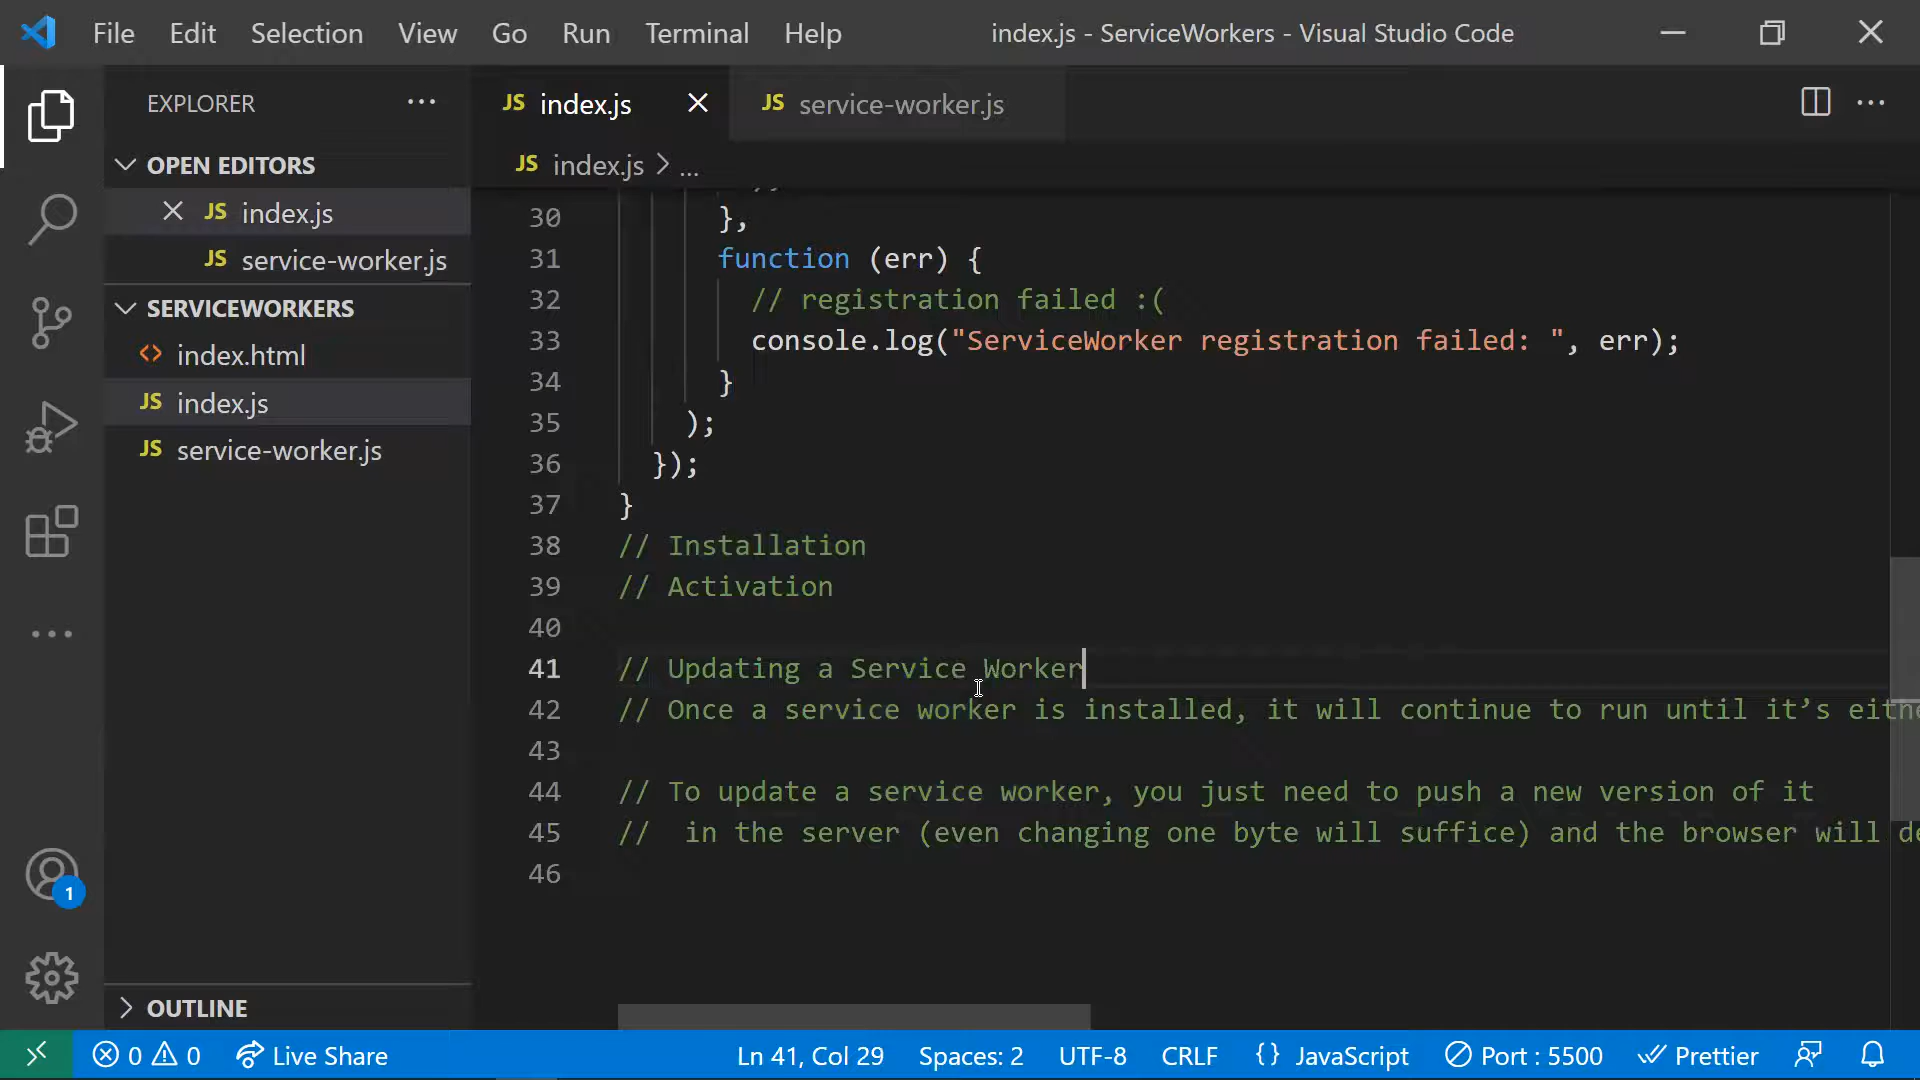 File Edit Selection View Go Run Terminal Help index.js - ServiceWorkers - Visual Studio Code
EXPLORER ···
JS index.js JS service-worker.js ···
OPEN EDITORS
JS index.js > ...
JS index.js
JS service-worker.js
SERVICEWORKERS
<> index.html
JS index.js
JS service-worker.js
30 },
31 function (err) {
32 // registration failed :(
33 console.log("ServiceWorker registration failed: ", err);
34 }
35 );
36 });
37 }
38 // Installation
39 // Activation
40
41 // Updating a Service Worker
42 // Once a service worker is installed, it will continue to run until it’s
43
44 // To update a service worker, you just need to push a new version of it
45 // in the server (even changing one byte will suffice) and the browser will
46
1
OUTLINE
0 0 Live Share Ln 41, Col 29 Spaces: 2 UTF-8 CRLF {} JavaScript Port : 5500 Prettier